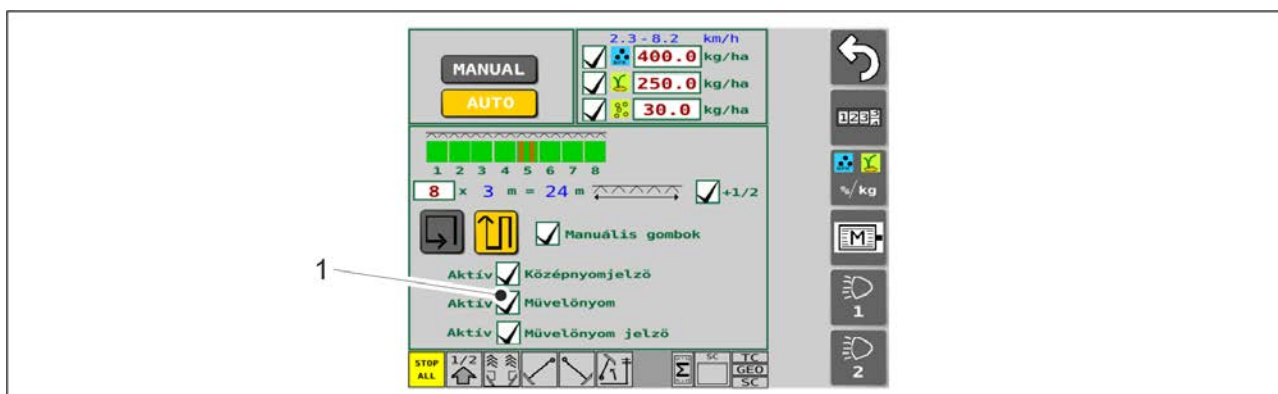 2.3-8.2 km/h
400.0 kg/ha
MANUAL
250.0 kg/ha
AUTO
30.0 kg/ha
1 2 3 4 5 6 7 8
8 x 3 m = 24 m +1/2
Manuális gombok
1
Aktív Középnyomjelzö
Aktív Müvelönyom
Aktív Müvelönyom jelzö
STOP ALL 1/2 Σ SC TC
GEO
SC
123
%/kg
M
1
2